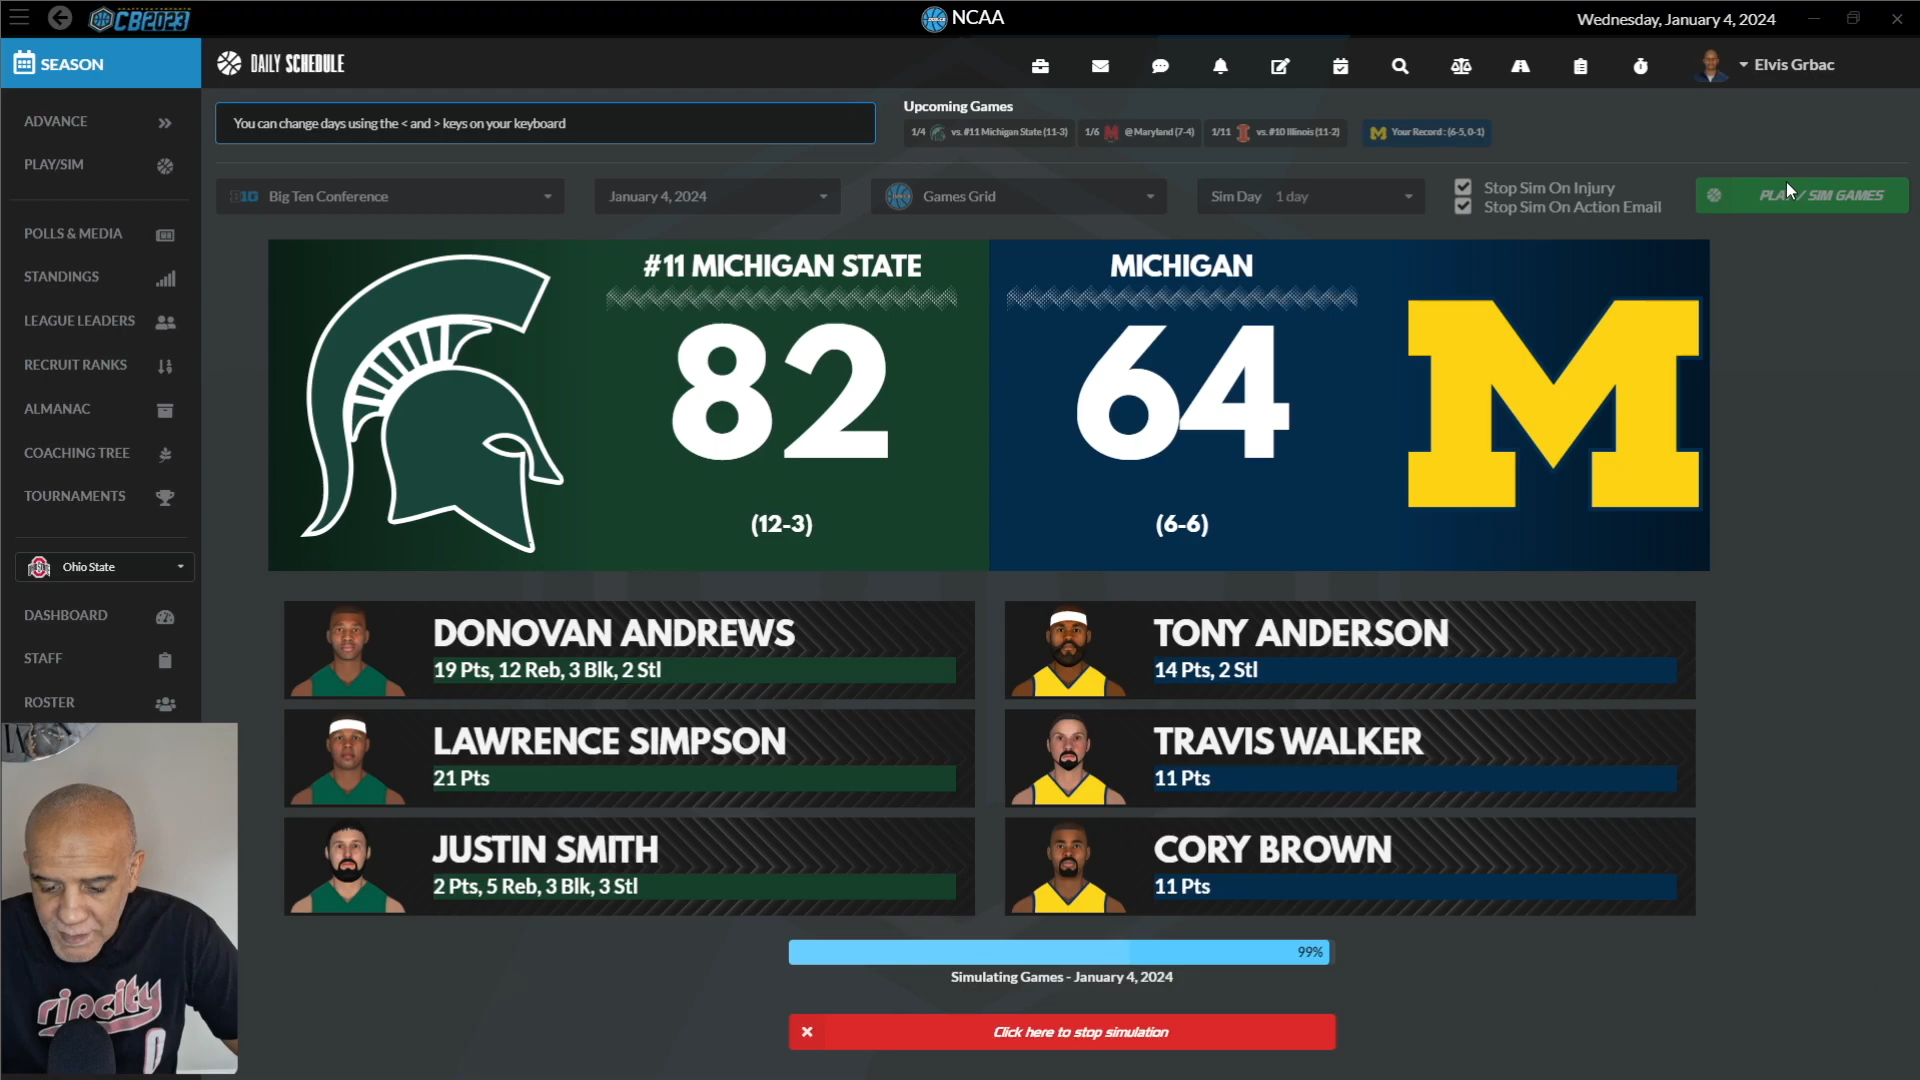 CB2023
NCAA
Wednesday, January 4, 2024
SEASON
DAILY SCHEDULE
Elvis Grbac
ADVANCE
PLAY/SIM
POLLS & MEDIA
STANDINGS
LEAGUE LEADERS
RECRUIT RANKS
ALMANAC
COACHING TREE
TOURNAMENTS
Ohio State
DASHBOARD
STAFF
ROSTER
You can change days using the < and > keys on your keyboard
Upcoming Games
1/4 vs. #11 Michigan State (11-3) 1/6 @ Maryland (7-4) 1/11 vs. #10 Illinois (11-2) Your Record : (6-5, 0-1)
B1G Big Ten Conference
January 4, 2024
Games Grid
Sim Day 1 day
Stop Sim On Injury
Stop Sim On Action Email
PLAY / SIM GAMES
#11 MICHIGAN STATE
82
(12-3)
MICHIGAN
64
(6-6)
M
DONOVAN ANDREWS
19 Pts, 12 Reb, 3 Blk, 2 Stl
TONY ANDERSON
14 Pts, 2 Stl
LAWRENCE SIMPSON
21 Pts
TRAVIS WALKER
11 Pts
JUSTIN SMITH
2 Pts, 5 Reb, 3 Blk, 3 Stl
CORY BROWN
11 Pts
99%
Simulating Games - January 4, 2024
Click here to stop simulation
ripcity
0